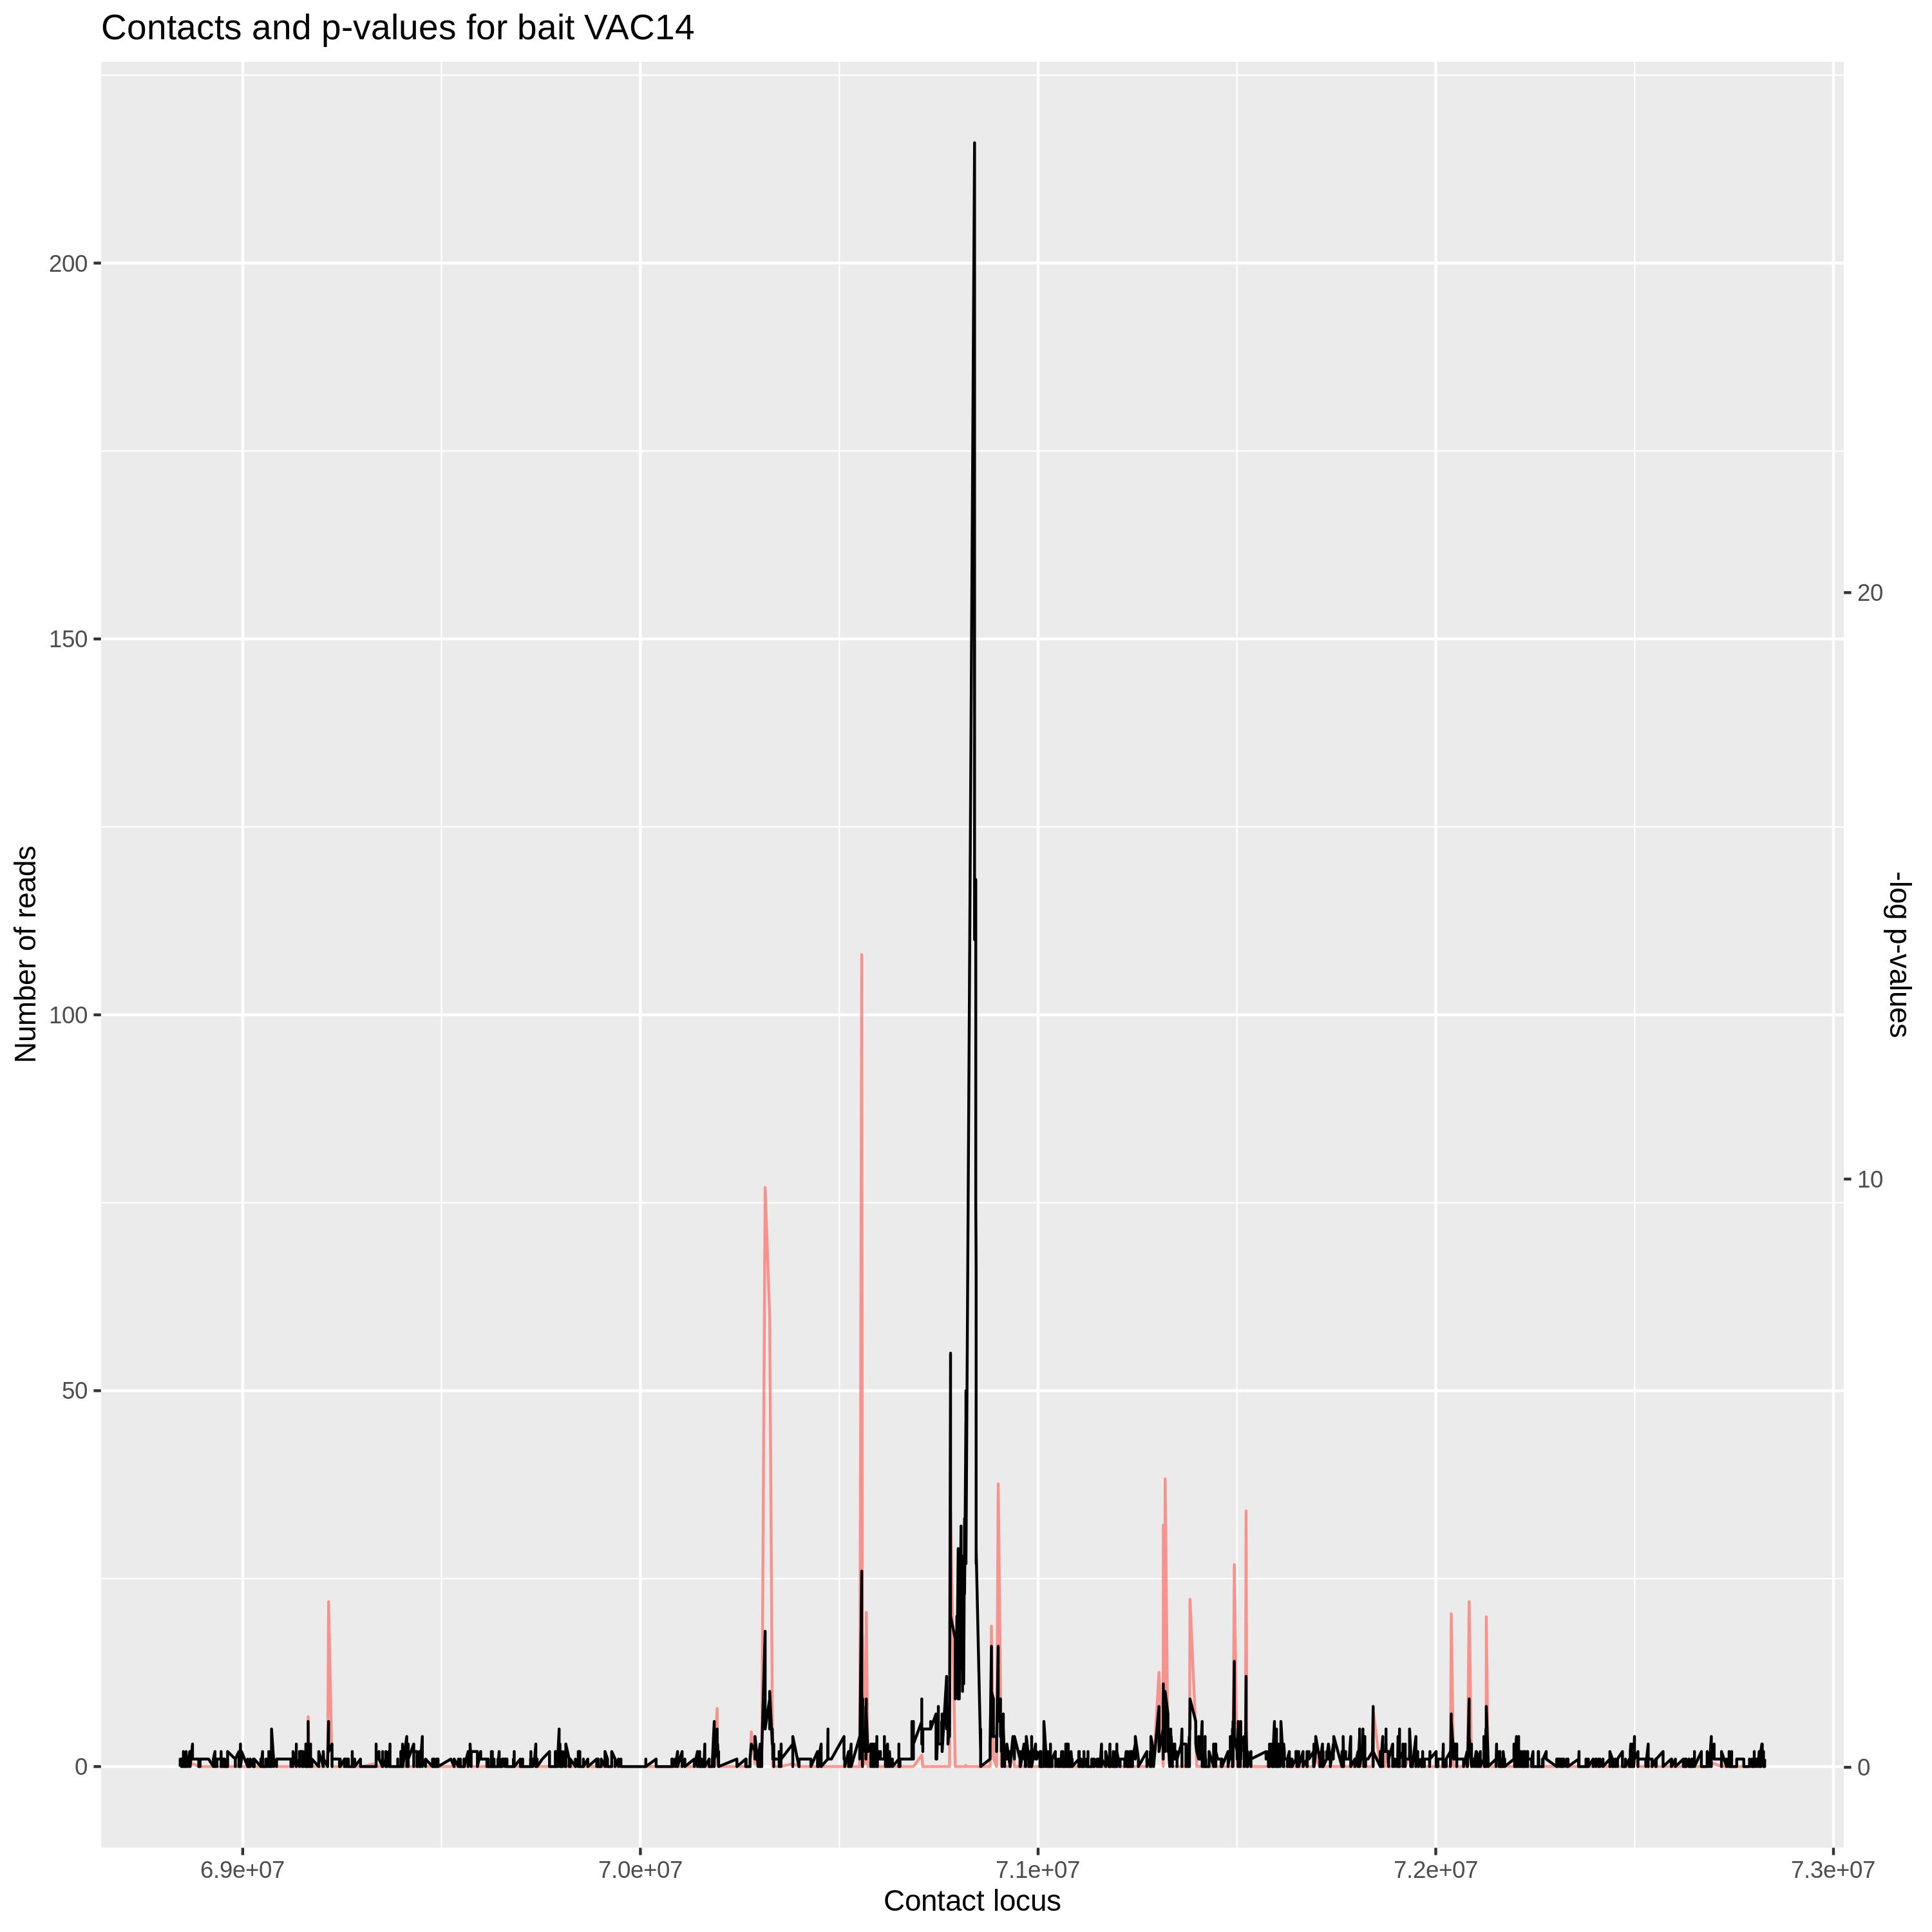 Contacts and p-values for bait VAC14
200
150
100
50
0
Number of reads
20
10
0
-log p-values
6.9e+07 7.0e+07 7.1e+07 7.2e+07 7.3e+07
Contact locus